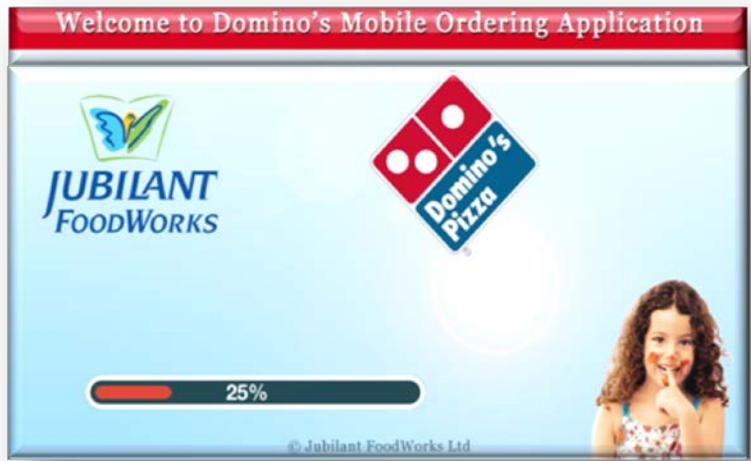 Welcome to Domino's Mobile Ordering Application
JUBILANT
FOODWORKS
Domino's
Pizza
®
25%
© Jubilant FoodWorks Ltd